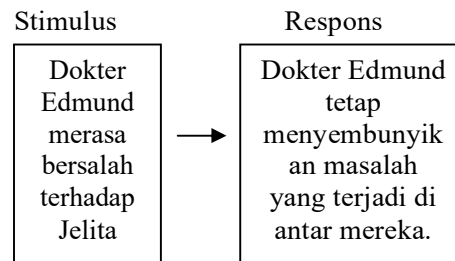 Stimulus
Respons
Dokter
Edmund
merasa
bersalah
terhadap
Jelita
Dokter Edmund
tetap
menyembunyik
an masalah
yang terjadi di
antar mereka.